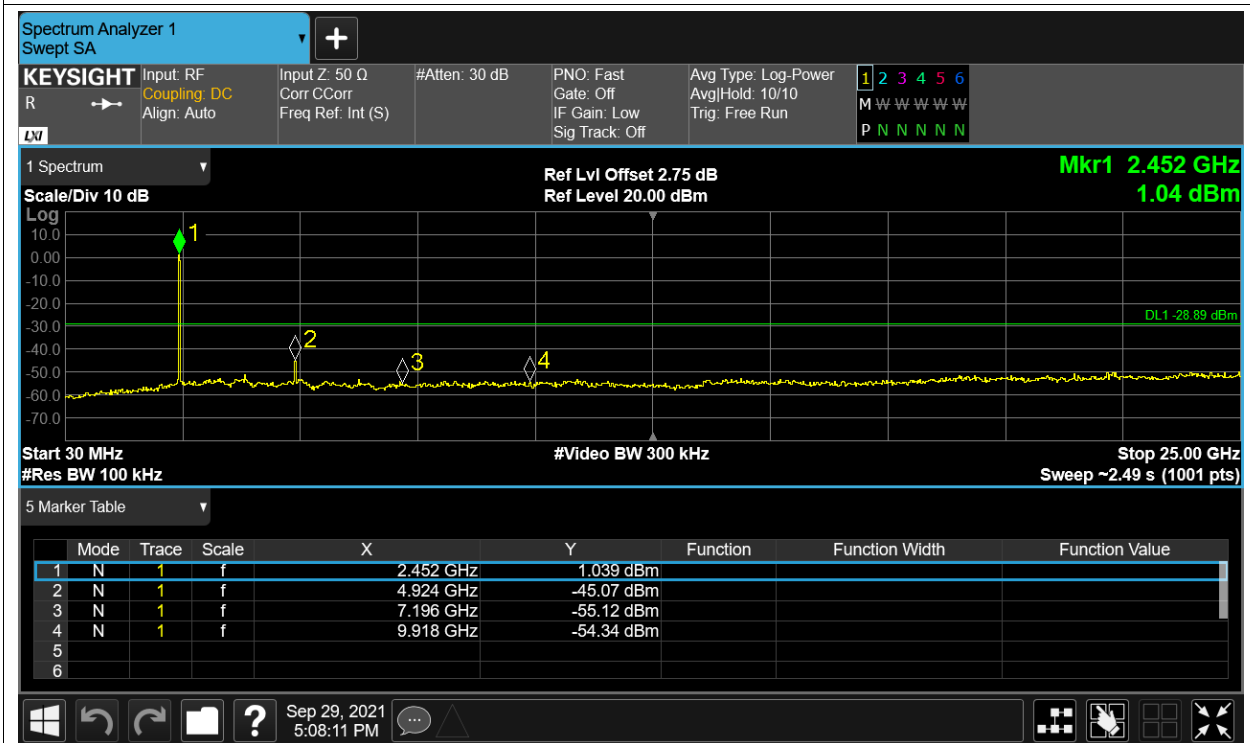 Spectrum Analyzer 1
Swept SA
+
KEYSIGHT Input: RF Input Z: 50 Ω #Atten: 30 dB PNO: Fast Avg Type: Log-Power 1 2 3 4 5 6
R Coupling: DC Corr CCorr Gate: Off Avg|Hold: 10/10 M W W W W W
Align: Auto Freq Ref: Int (S) IF Gain: Low Trig: Free Run
LXI Sig Track: Off P N N N N N
1 Spectrum Ref Lvl Offset 2.75 dB Mkr1 2.452 GHz
Scale/Div 10 dB Ref Level 20.00 dBm 1.04 dBm
Log
10.0 1
0.00
-10.0
-20.0
DL1 -28.89 dBm
-30.0
2
-40.0
3 4
-50.0
-60.0
-70.0
Start 30 MHz #Video BW 300 kHz Stop 25.00 GHz
#Res BW 100 kHz Sweep ~2.49 s (1001 pts)
5 Marker Table
Mode Trace Scale X Y Function Function Width Function Value
1 N 1 f 2.452 GHz 1.039 dBm
2 N 1 f 4.924 GHz -45.07 dBm
3 N 1 f 7.196 GHz -55.12 dBm
4 N 1 f 9.918 GHz -54.34 dBm
5
6
? Sep 29, 2021
5:08:11 PM